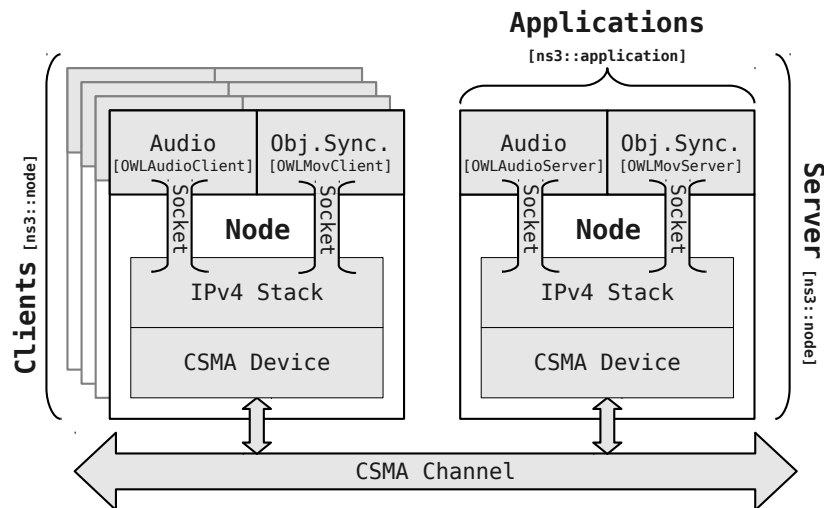 Applications
[ns3::application]
Clients [ns3::node]
Audio
[OWLAudioClient]
Obj.Sync.
[OWLMovClient]
Socket
Node
Socket
IPv4 Stack
CSMA Device
Audio
[OWLAudioServer]
Obj.Sync.
[OWLMovServer]
Socket
Node
Socket
IPv4 Stack
CSMA Device
Server [ns3::node]
CSMA Channel